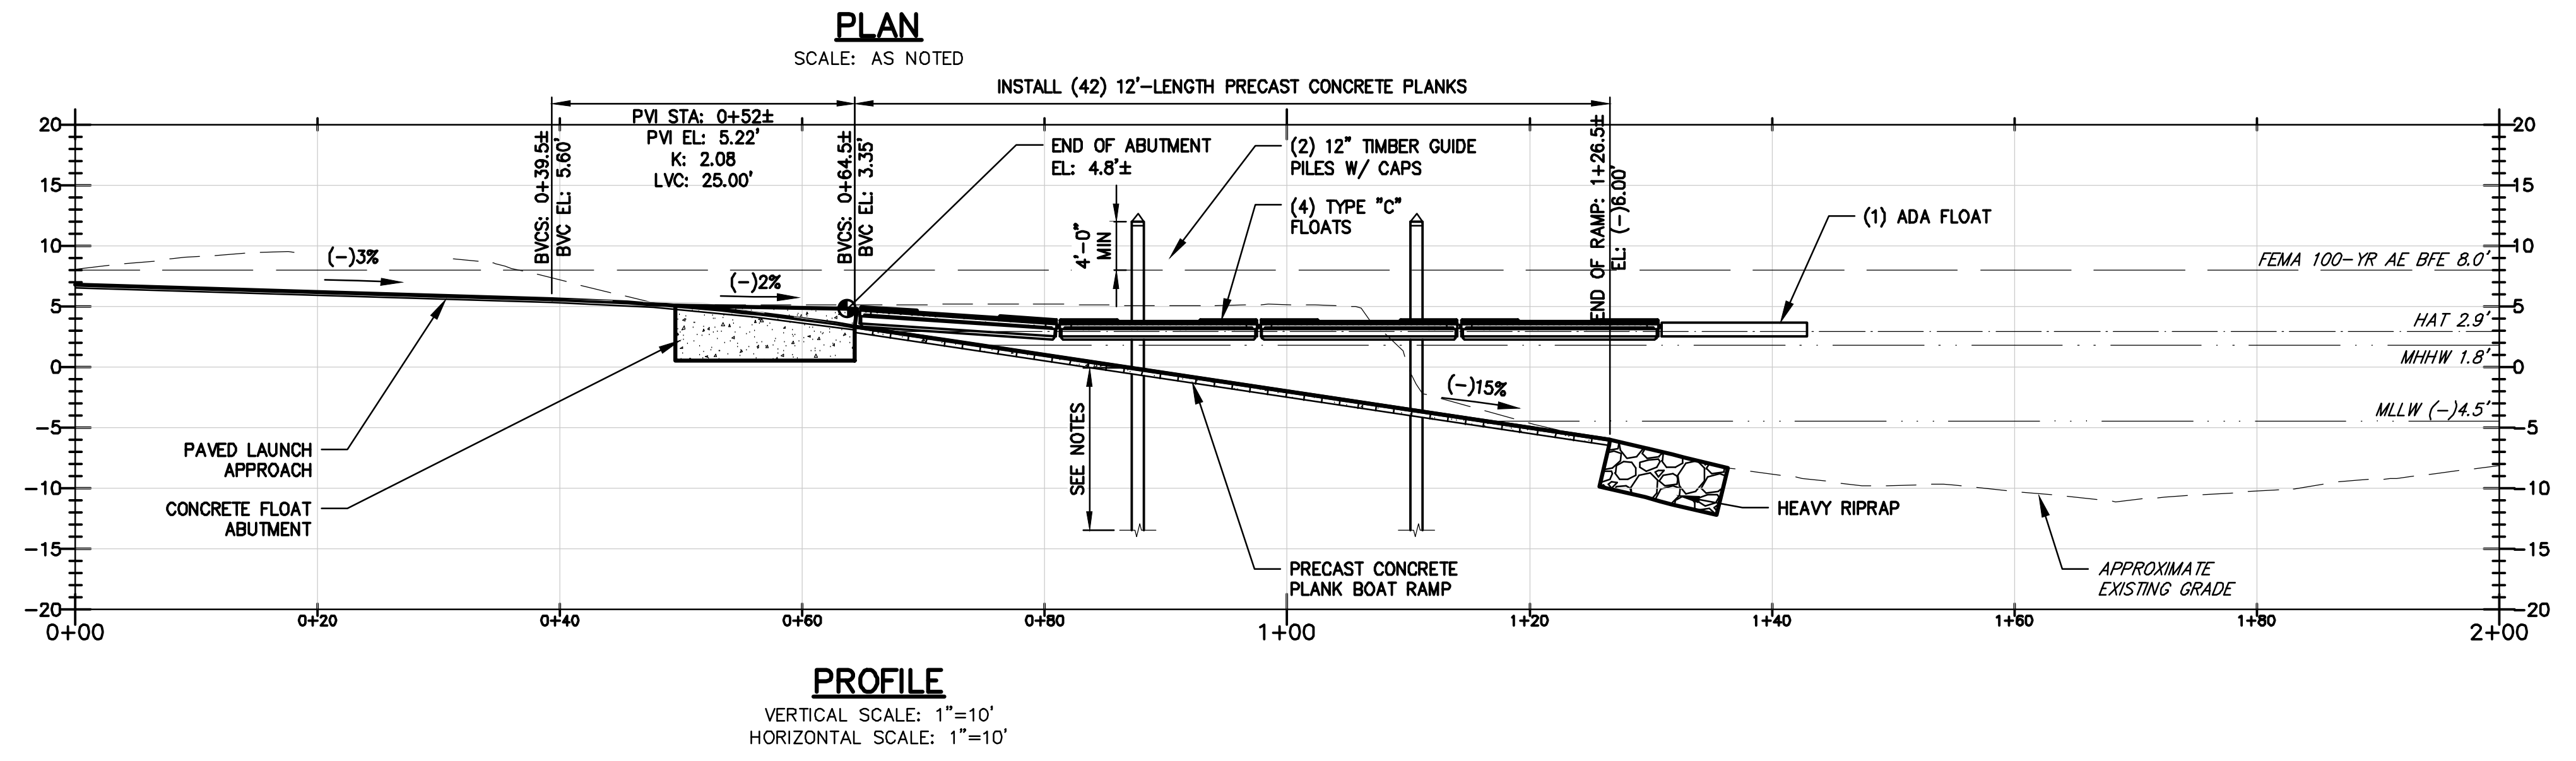 PLAN
SCALE: AS NOTED
INSTALL (42) 12'-LENGTH PRECAST CONCRETE PLANKS
PVI STA: 0+52±
PVI EL: 5.22'
K: 2.08
LVC: 25.00'
BVCS: 0+39.5±
BVC EL: 5.60'
BVCS: 0+64.5±
BVC EL: 3.35'
END OF ABUTMENT
EL: 4.8'±
(2) 12" TIMBER GUIDE
PILES W/ CAPS
(4) TYPE "C"
FLOATS
END OF RAMP: 1+26.5±
EL: (-)6.00'
(1) ADA FLOAT
4'-0"
MIN
(-)3%
(-)2%
(-)15%
FEMA 100-YR AE BFE 8.0'
HAT 2.9'
MHHW 1.8'
MLLW (-)4.5'
SEE NOTES
PAVED LAUNCH
APPROACH
CONCRETE FLOAT
ABUTMENT
HEAVY RIPRAP
PRECAST CONCRETE
PLANK BOAT RAMP
APPROXIMATE
EXISTING GRADE
20
15
10
5
0
-5
-10
-15
-20
20
15
10
5
0
-5
-10
-15
-20
0+00
0+20
0+40
0+60
0+80
1+00
1+20
1+40
1+60
1+80
2+00
PROFILE
VERTICAL SCALE: 1"=10'
HORIZONTAL SCALE: 1"=10'